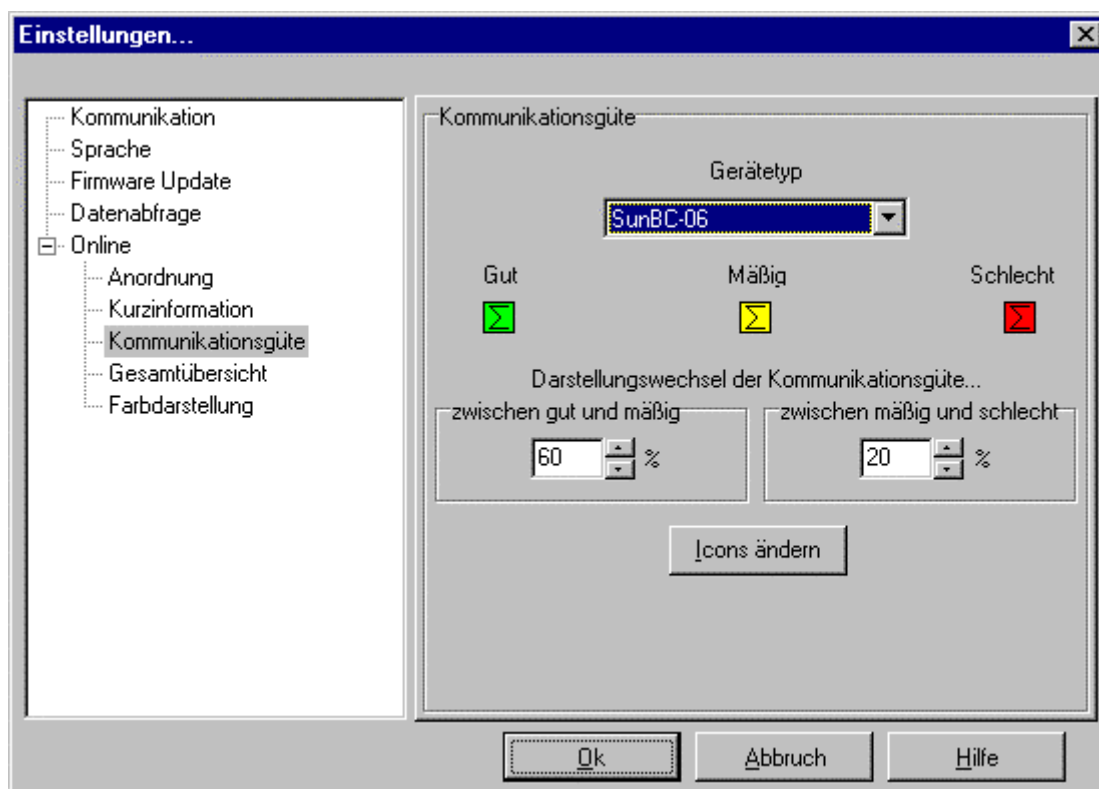 Einstellungen...
Kommunikation
Sprache
Firmware Update
Datenabfrage
Online
Anordnung
Kurzinformation
Kommunikationsgüte
Gesamtübersicht
Farbdarstellung
Kommunikationsgüte
Gerätetyp
SunBC-06
Gut Mäßig Schlecht
Σ Σ Σ
Darstellungswechsel der Kommunikationsgüte...
zwischen gut und mäßig zwischen mäßig und schlecht
60 % 20 %
Icons ändern
Ok Abbruch Hilfe